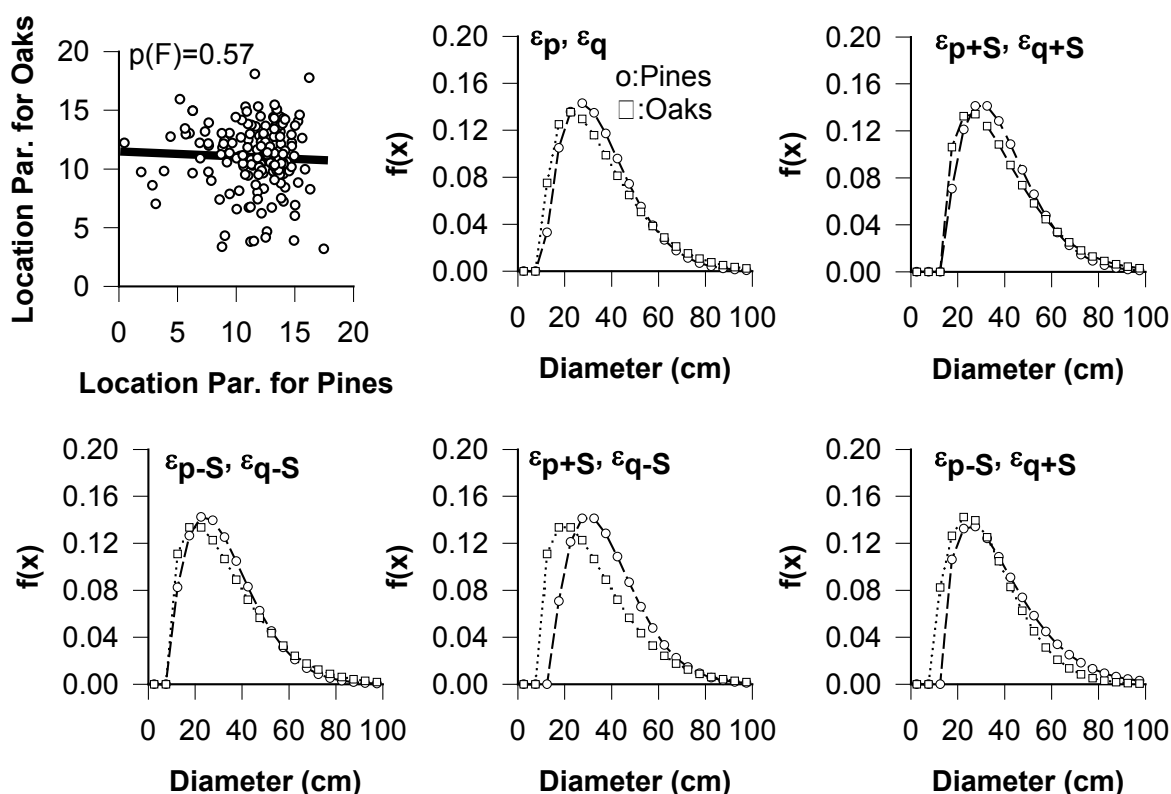 Location Par. for Oaks
p(F)=0.57
20
15
10
5
0
0 5 10 15 20
Location Par. for Pines
f(x)
0.20
0.16
0.12
0.08
0.04
0.00
εp, εq
o:Pines
□:Oaks
0 20 40 60 80 100
Diameter (cm)
f(x)
0.20
0.16
0.12
0.08
0.04
0.00
εp+S, εq+S
0 20 40 60 80 100
Diameter (cm)
f(x)
0.20
0.16
0.12
0.08
0.04
0.00
εp-S, εq-S
0 20 40 60 80 100
Diameter (cm)
f(x)
0.20
0.16
0.12
0.08
0.04
0.00
εp+S, εq-S
0 20 40 60 80 100
Diameter (cm)
f(x)
0.20
0.16
0.12
0.08
0.04
0.00
εp-S, εq+S
0 20 40 60 80 100
Diameter (cm)